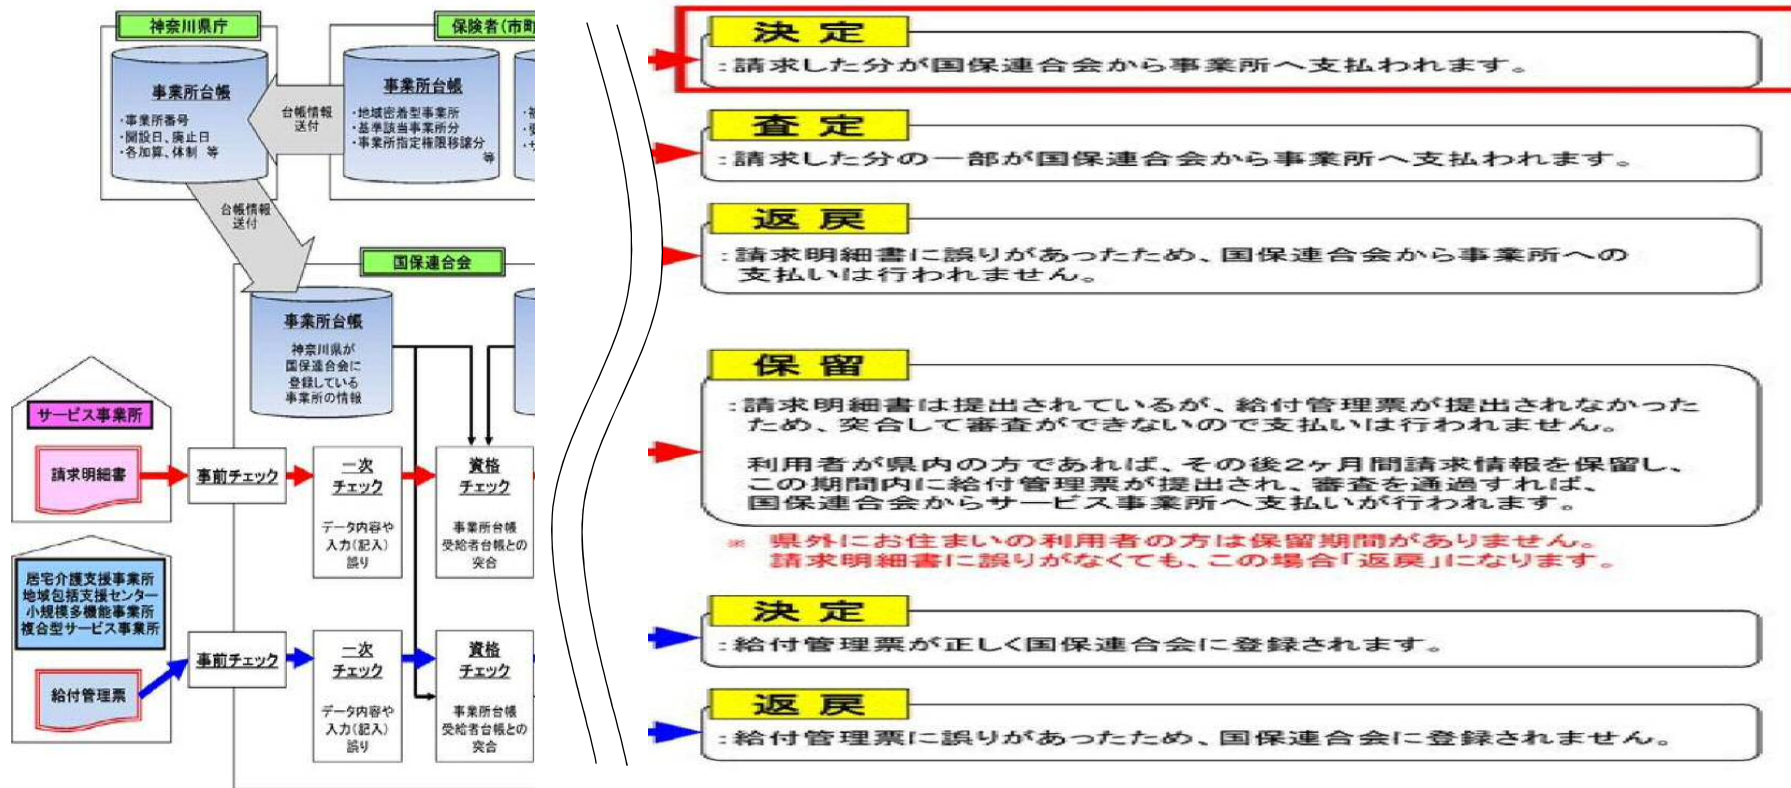 神奈川県庁
事業所台帳
・事業所番号
・開設日、廃止日
・各加算、体制 等
台帳情報
送付
保険者(市町
事業所台帳
・地域密着型事業所
・基準該当事業所分
・事業所指定権限移譲分
等
台帳情報
送付
国保連合会
事業所台帳
神奈川県が
国保連合会に
登録している
事業所の情報
サービス事業所
請求明細書
事前チェック
一次
チェック
データ内容や
入力(記入)
誤り
資格
チェック
事業所台帳
受給者台帳との
突合
居宅介護支援事業所
地域包括支援センター
小規模多機能事業所
複合型サービス事業所
給付管理票
事前チェック
一次
チェック
データ内容や
入力(記入)
誤り
資格
チェック
事業所台帳
受給者台帳との
突合
決定
:請求した分が国保連合会から事業所へ支払われます。
査定
:請求した分の一部が国保連合会から事業所へ支払われます。
返戻
:請求明細書に誤りがあったため、国保連合会から事業所への
支払いは行われません。
保留
:請求明細書は提出されているが、給付管理票が提出されなかった
ため、突合して審査ができないので支払いは行われません。
利用者が県内の方であれば、その後2ヶ月間請求情報を保留し、
この期間内に給付管理票が提出され、審査を通過すれば、
国保連合会からサービス事業所へ支払いが行われます。
※ 県外にお住まいの利用者の方は保留期間がありません。
請求明細書に誤りがなくても、この場合「返戻」になります。
決定
:給付管理票が正しく国保連合会に登録されます。
返戻
:給付管理票に誤りがあったため、国保連合会に登録されません。